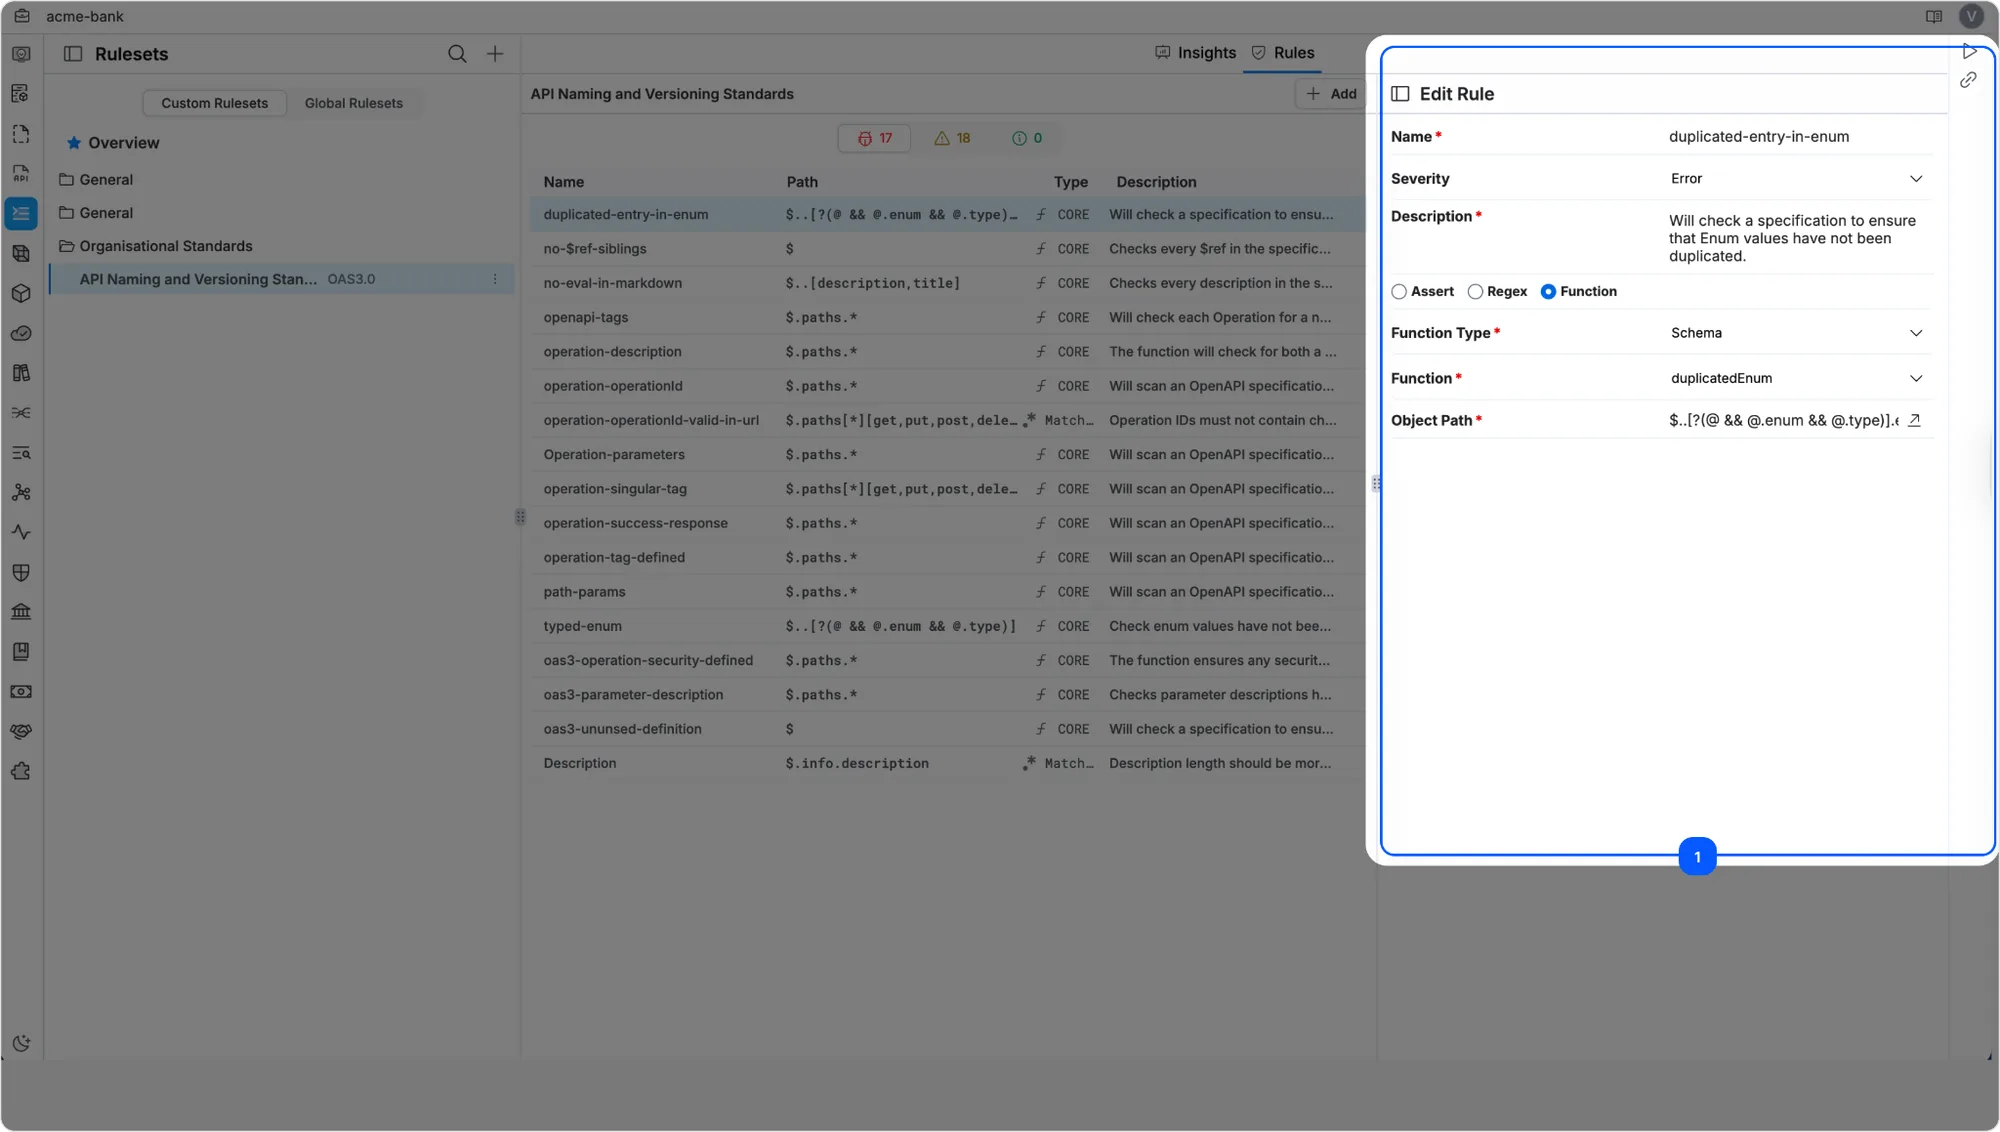 acme-bank
V
Rulesets
Insights
Rules
Custom Rulesets
Global Rulesets
Overview
General
General
Organisational Standards
API Naming and Versioning Stan... OAS3.0
API Naming and Versioning Standards
Add
17
18
0
Name Path Type Description
duplicated-entry-in-enum $..[?(@ && @.enum && @.type)… CORE Will check a specification to ensu...
no-$ref-siblings $ CORE Checks every $ref in the specific...
no-eval-in-markdown $..[description,title] CORE Checks every description in the s...
openapi-tags $.paths.* CORE Will check each Operation for a n...
operation-description $.paths.* CORE The function will check for both a ...
operation-operationId $.paths.* CORE Will scan an OpenAPI specificatio...
operation-operationId-valid-in-url $.paths[*][get,put,post,dele… .* Match… Operation IDs must not contain ch...
Operation-parameters $.paths.* CORE Will scan an OpenAPI specificatio...
operation-singular-tag $.paths[*][get,put,post,dele… CORE Will scan an OpenAPI specificatio...
operation-success-response $.paths.* CORE Will scan an OpenAPI specificatio...
operation-tag-defined $.paths.* CORE Will scan an OpenAPI specificatio...
path-params $.paths.* CORE Will scan an OpenAPI specificatio...
typed-enum $..[?(@ && @.enum && @.type)] CORE Check enum values have not bee...
oas3-operation-security-defined $.paths.* CORE The function ensures any securit...
oas3-parameter-description $.paths.* CORE Checks parameter descriptions h...
oas3-ununsed-definition $ CORE Will check a specification to ensu...
Description $.info.description .* Match… Description length should be mor...
Edit Rule
Name* duplicated-entry-in-enum
Severity Error
Description* Will check a specification to ensure
that Enum values have not been
duplicated.
Assert Regex Function
Function Type* Schema
Function* duplicatedEnum
Object Path* $..[?(@ && @.enum && @.type)].
1
API